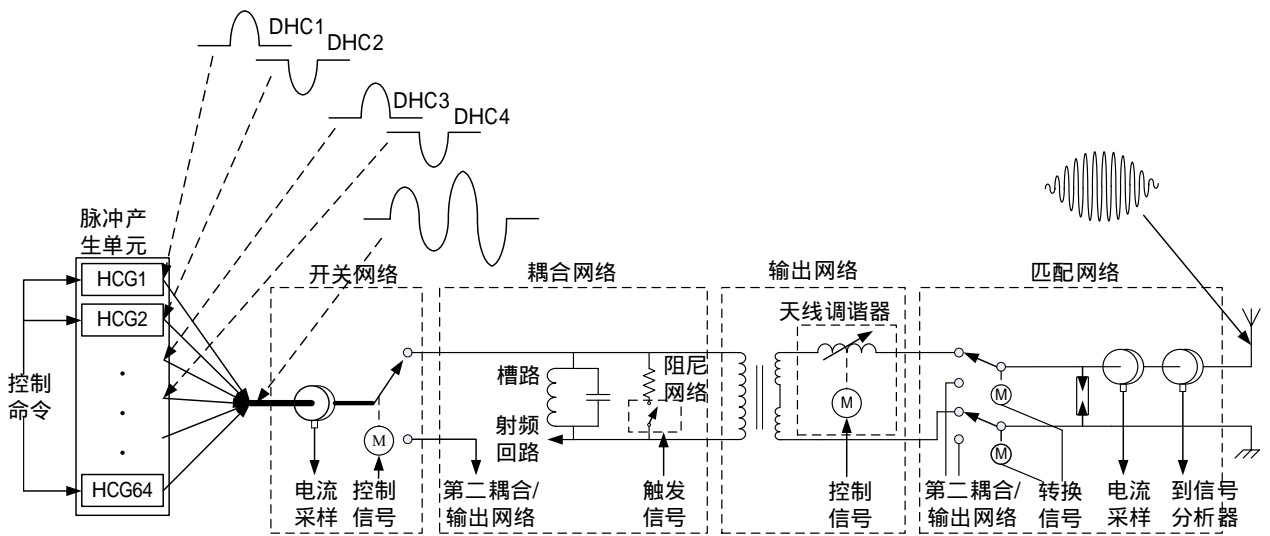 DHC1
DHC2
DHC3
DHC4
脉冲产
生单元
HCG1
HCG2
HCG64
控制
命令
开关网络
耦合网络
输出网络
匹配网络
天线调谐器
槽路
阻尼
网络
射频
回路
M
M
M
M
电流
采样
控制
信号
第二耦合/
输出网络
触发
信号
控制
信号
第二耦合/
输出网络
转换
信号
电流
采样
到信号
分析器